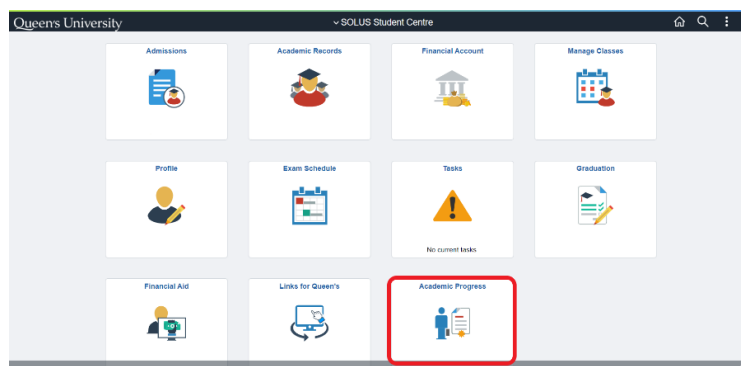 Queen's University
SOLUS Student Centre
Admissions
Academic Records
Financial Account
Manage Classes
Profile
Exam Schedule
Tasks
Graduation
No current tasks
Financial Aid
Links for Queen's
Academic Progress